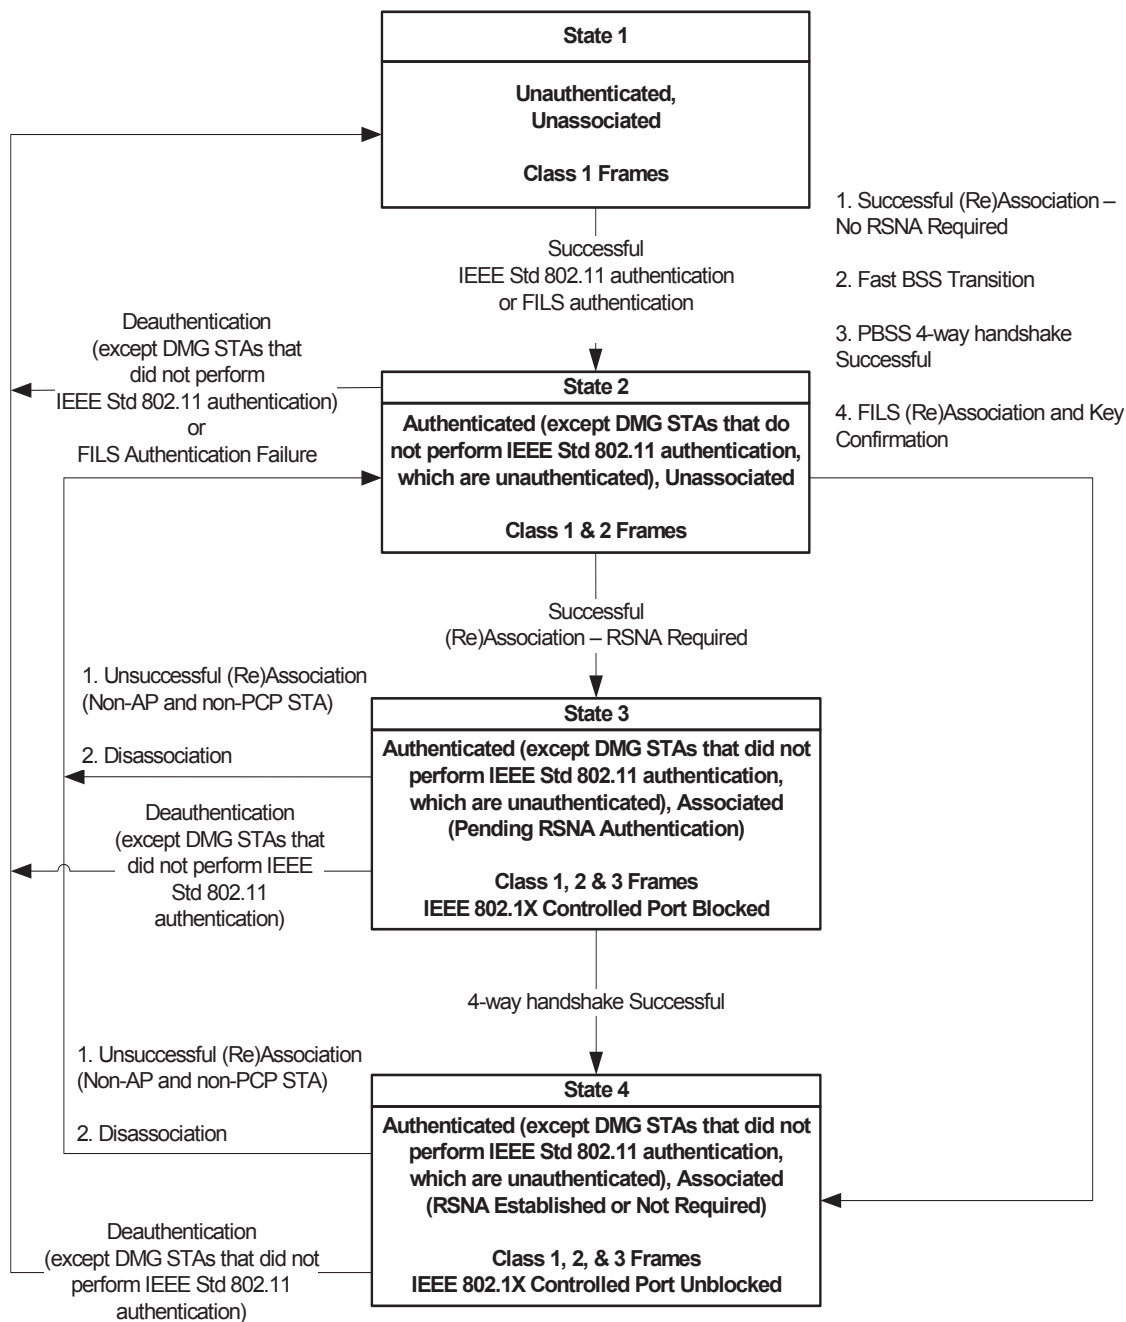 State 1
Unauthenticated,
Unassociated
Class 1 Frames
1. Successful (Re)Association –
No RSNA Required
2. Fast BSS Transition
3. PBSS 4-way handshake
Successful
4. FILS (Re)Association and Key
Confirmation
Successful
IEEE Std 802.11 authentication
or FILS authentication
Deauthentication
(except DMG STAs that
did not perform
IEEE Std 802.11 authentication)
or
FILS Authentication Failure
State 2
Authenticated (except DMG STAs that do
not perform IEEE Std 802.11 authentication,
which are unauthenticated), Unassociated
Class 1 & 2 Frames
Successful
(Re)Association – RSNA Required
1. Unsuccessful (Re)Association
(Non-AP and non-PCP STA)
2. Disassociation
Deauthentication
(except DMG STAs that
did not perform IEEE
Std 802.11
authentication)
State 3
Authenticated (except DMG STAs that did not
perform IEEE Std 802.11 authentication,
which are unauthenticated), Associated
(Pending RSNA Authentication)
Class 1, 2 & 3 Frames
IEEE 802.1X Controlled Port Blocked
4-way handshake Successful
1. Unsuccessful (Re)Association
(Non-AP and non-PCP STA)
2. Disassociation
Deauthentication
(except DMG STAs that did not
perform IEEE Std 802.11
authentication)
State 4
Authenticated (except DMG STAs that did not
perform IEEE Std 802.11 authentication,
which are unauthenticated), Associated
(RSNA Established or Not Required)
Class 1, 2, & 3 Frames
IEEE 802.1X Controlled Port Unblocked